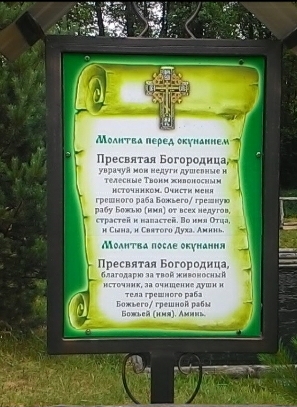 Молитва перед окунанием
Пресвятая Богородица,
уврачуй мои недуги душевные и
телесные Твоим живоносным
источником. Очисти меня
грешного раба Божьего/ грешную
рабу Божью (имя) от всех недугов,
страстей и напастей. Во имя Отца,
и Сына, и Святого Духа. Аминь.
Молитва после окунания
Пресвятая Богородица,
благодарю за твой живоносный
источник, за очищение души и
тела грешного раба
Божьего/ грешной рабы
Божьей (имя). Аминь.